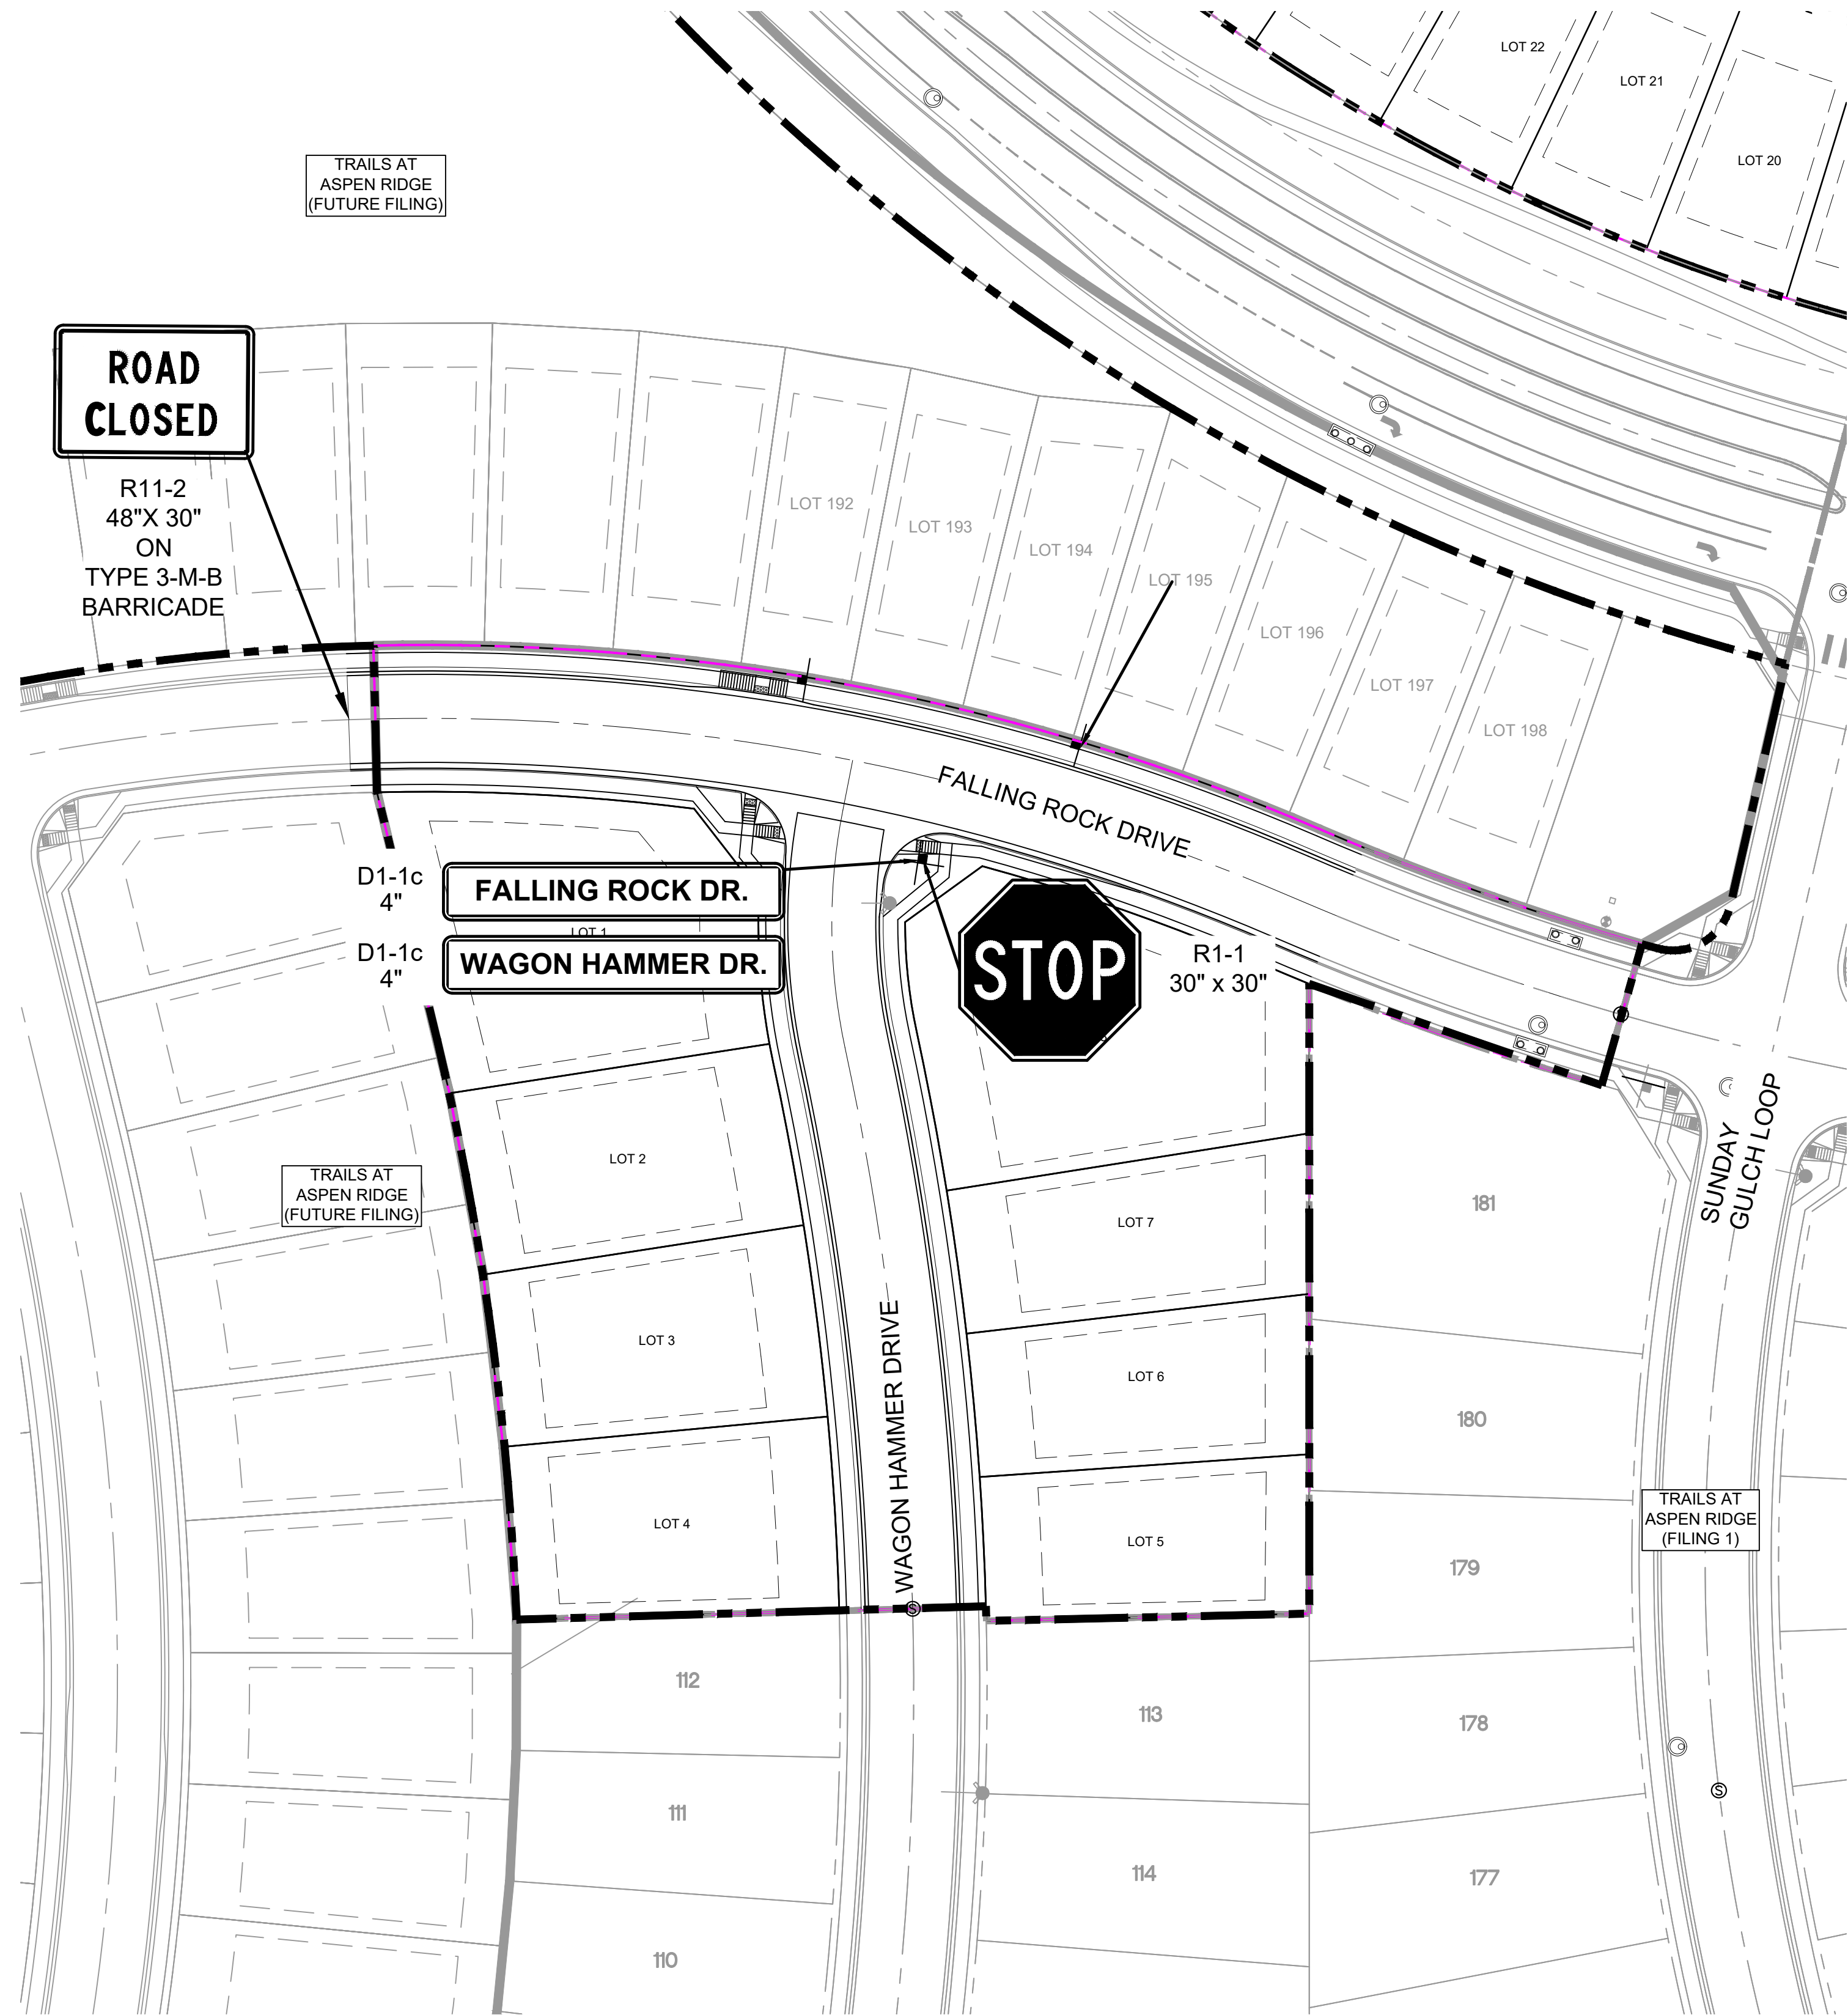 LOT 22
LOT 21
LOT 20
TRAILS AT
ASPEN RIDGE
(FUTURE FILING)
ROAD
CLOSED
R11-2
48"X 30"
ON
TYPE 3-M-B
BARRICADE
LOT 192
LOT 193
LOT 194
LOT 195
LOT 196
LOT 197
LOT 198
FALLING ROCK DRIVE
D1-1c
4"
FALLING ROCK DR.
LOT 1
D1-1c
4"
WAGON HAMMER DR.
STOP
R1-1
30" x 30"
SUNDAY
GULCH LOOP
TRAILS AT
ASPEN RIDGE
(FUTURE FILING)
LOT 2
LOT 7
181
LOT 3
WAGON HAMMER DRIVE
LOT 6
180
LOT 4
LOT 5
179
TRAILS AT
ASPEN RIDGE
(FILING 1)
S
112
113
178
S
111
114
177
110